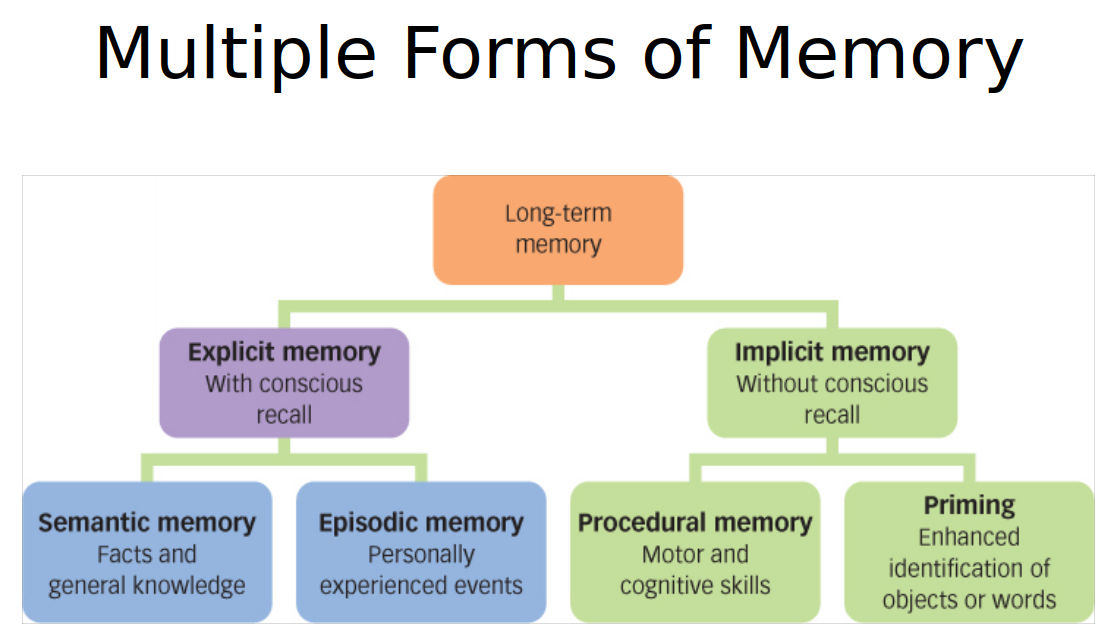 Multiple Forms of Memory
Long-term
memory
Explicit memory
With conscious
recall
Implicit memory
Without conscious
recall
Semantic memory
Facts and
general knowledge
Episodic memory
Personally
experienced events
Procedural memory
Motor and
cognitive skills
Priming
Enhanced
identification of
objects or words